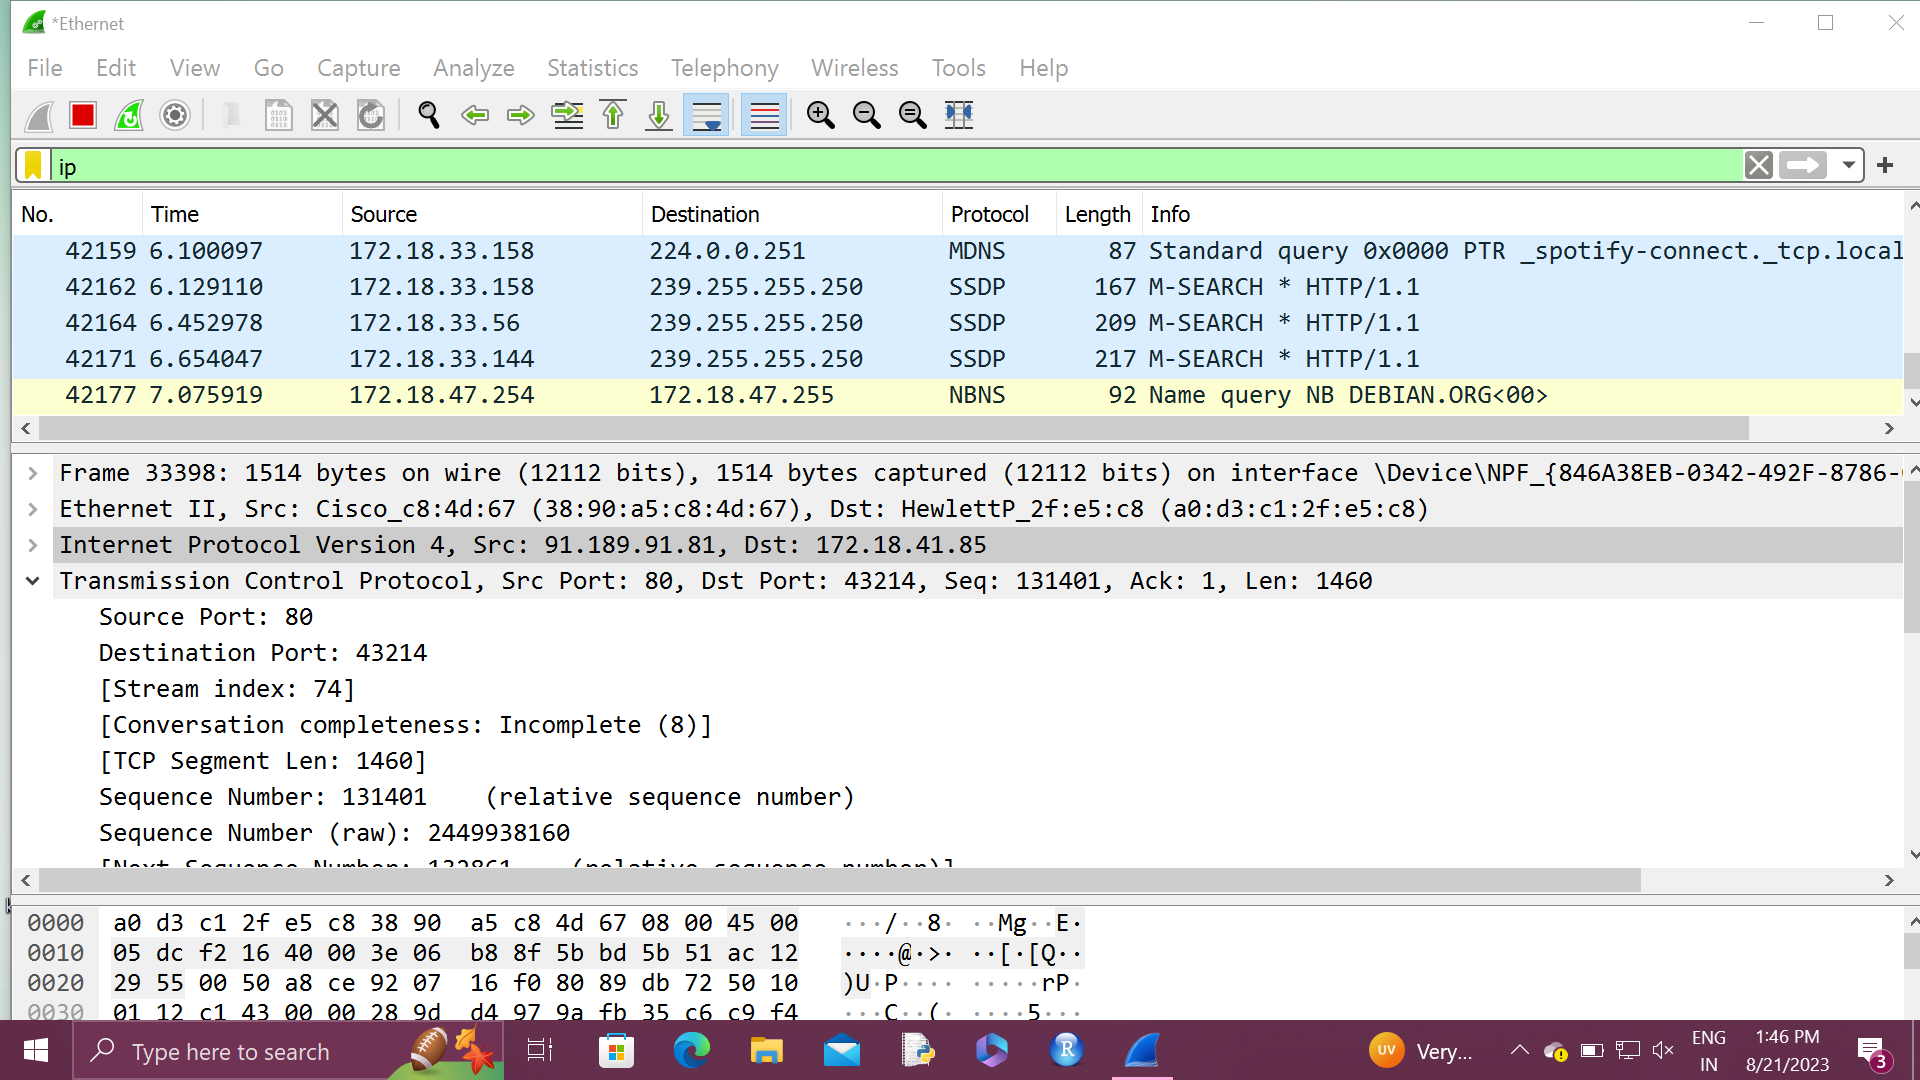 *Ethernet
File Edit View Go Capture Analyze Statistics Telephony Wireless Tools Help
ip
No. Time Source Destination Protocol Length Info
42159 6.100097 172.18.33.158 224.0.0.251 MDNS 87 Standard query 0x0000 PTR _spotify-connect._tcp.local
42162 6.129110 172.18.33.158 239.255.255.250 SSDP 167 M-SEARCH * HTTP/1.1
42164 6.452978 172.18.33.56 239.255.255.250 SSDP 209 M-SEARCH * HTTP/1.1
42171 6.654047 172.18.33.144 239.255.255.250 SSDP 217 M-SEARCH * HTTP/1.1
42177 7.075919 172.18.47.254 172.18.47.255 NBNS 92 Name query NB DEBIAN.ORG<00>
Frame 33398: 1514 bytes on wire (12112 bits), 1514 bytes captured (12112 bits) on interface \Device\NPF_{846A38EB-0342-492F-8786-
Ethernet II, Src: Cisco_c8:4d:67 (38:90:a5:c8:4d:67), Dst: HewlettP_2f:e5:c8 (a0:d3:c1:2f:e5:c8)
Internet Protocol Version 4, Src: 91.189.91.81, Dst: 172.18.41.85
Transmission Control Protocol, Src Port: 80, Dst Port: 43214, Seq: 131401, Ack: 1, Len: 1460
Source Port: 80
Destination Port: 43214
[Stream index: 74]
[Conversation completeness: Incomplete (8)]
[TCP Segment Len: 1460]
Sequence Number: 131401 (relative sequence number)
Sequence Number (raw): 2449938160
[Next Sequence Number: 132861 (relative sequence number)]
0000 a0 d3 c1 2f e5 c8 38 90 a5 c8 4d 67 08 00 45 00 ···/··8· ··Mg··E·
0010 05 dc f2 16 40 00 3e 06 b8 8f 5b bd 5b 51 ac 12 ····@·>· ··[·[Q··
0020 29 55 00 50 a8 ce 92 07 16 f0 80 89 db 72 50 10 )U·P···· ·····rP·
0030 01 12 c1 43 00 00 28 9d d4 97 9a fb 35 c6 c9 f4 ···C··(· ····5···
Type here to search
R
UV Very...
ENG
IN
1:46 PM
8/21/2023
3